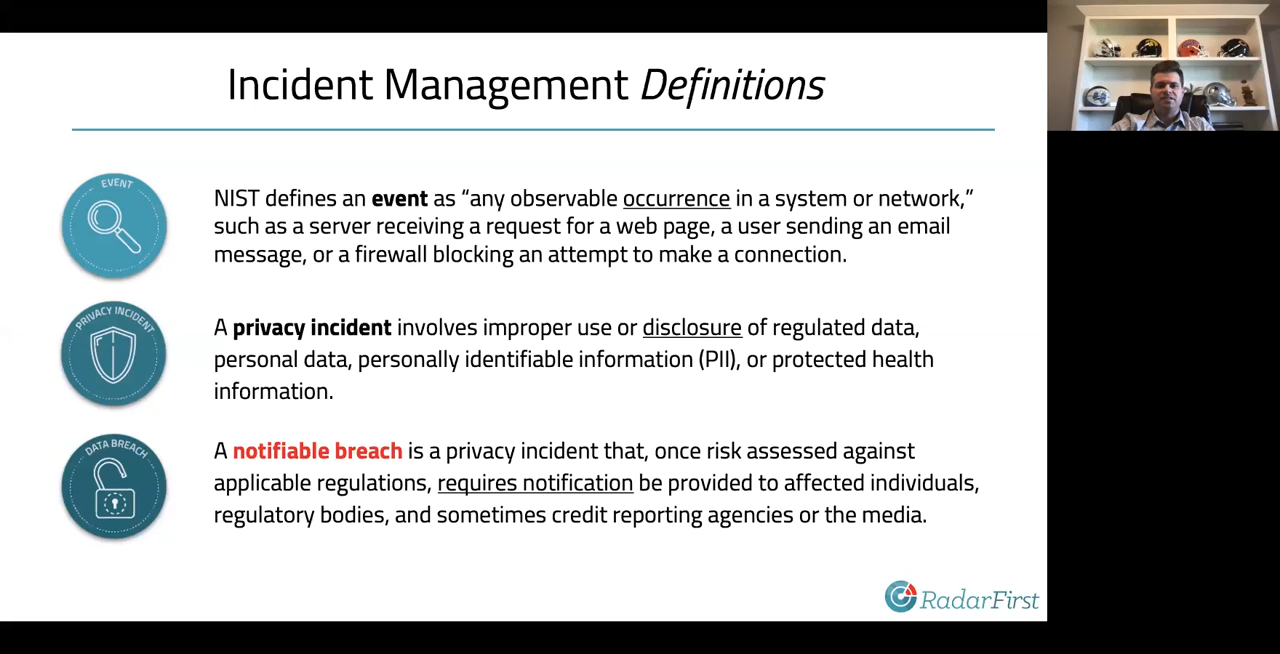 Incident Management Definitions
EVENT
NIST defines an event as “any observable occurrence in a system or network,”
such as a server receiving a request for a web page, a user sending an email
message, or a firewall blocking an attempt to make a connection.
PRIVACY INCIDENT
A privacy incident involves improper use or disclosure of regulated data,
personal data, personally identifiable information (PII), or protected health
information.
DATA BREACH
A notifiable breach is a privacy incident that, once risk assessed against
applicable regulations, requires notification be provided to affected individuals,
regulatory bodies, and sometimes credit reporting agencies or the media.
RadarFirst